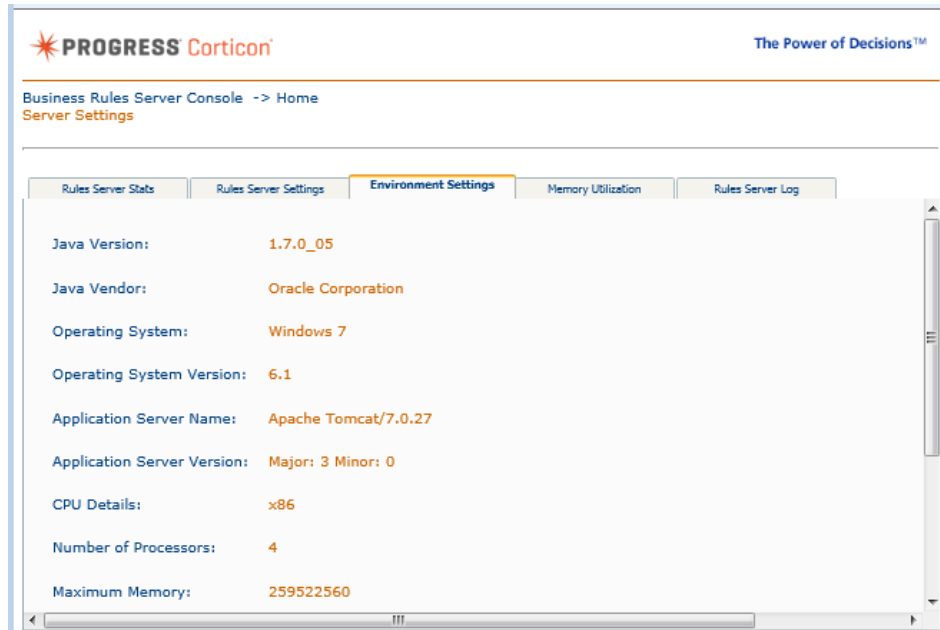 PROGRESS Corticon
The Power of Decisions™
Business Rules Server Console -> Home
Server Settings
Rules Server Stats Rules Server Settings Environment Settings Memory Utilization Rules Server Log
Java Version: 1.7.0_05
Java Vendor: Oracle Corporation
Operating System: Windows 7
Operating System Version: 6.1
Application Server Name: Apache Tomcat/7.0.27
Application Server Version: Major: 3 Minor: 0
CPU Details: x86
Number of Processors: 4
Maximum Memory: 259522560